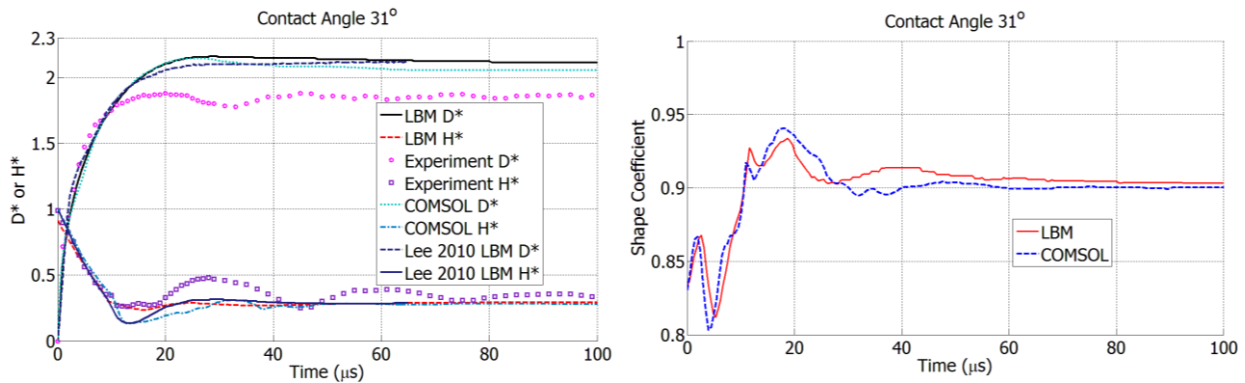 Contact Angle 31°
2.3
2
1.5
1
0.5
0
D* or H*
0 20 40 60 80 100
Time (μs)
LBM D*
LBM H*
Experiment D*
Experiment H*
COMSOL D*
COMSOL H*
Lee 2010 LBM D*
Lee 2010 LBM H*
Contact Angle 31°
1
0.95
0.9
0.85
0.8
Shape Coefficient
0 20 40 60 80 100
Time (μs)
LBM
COMSOL